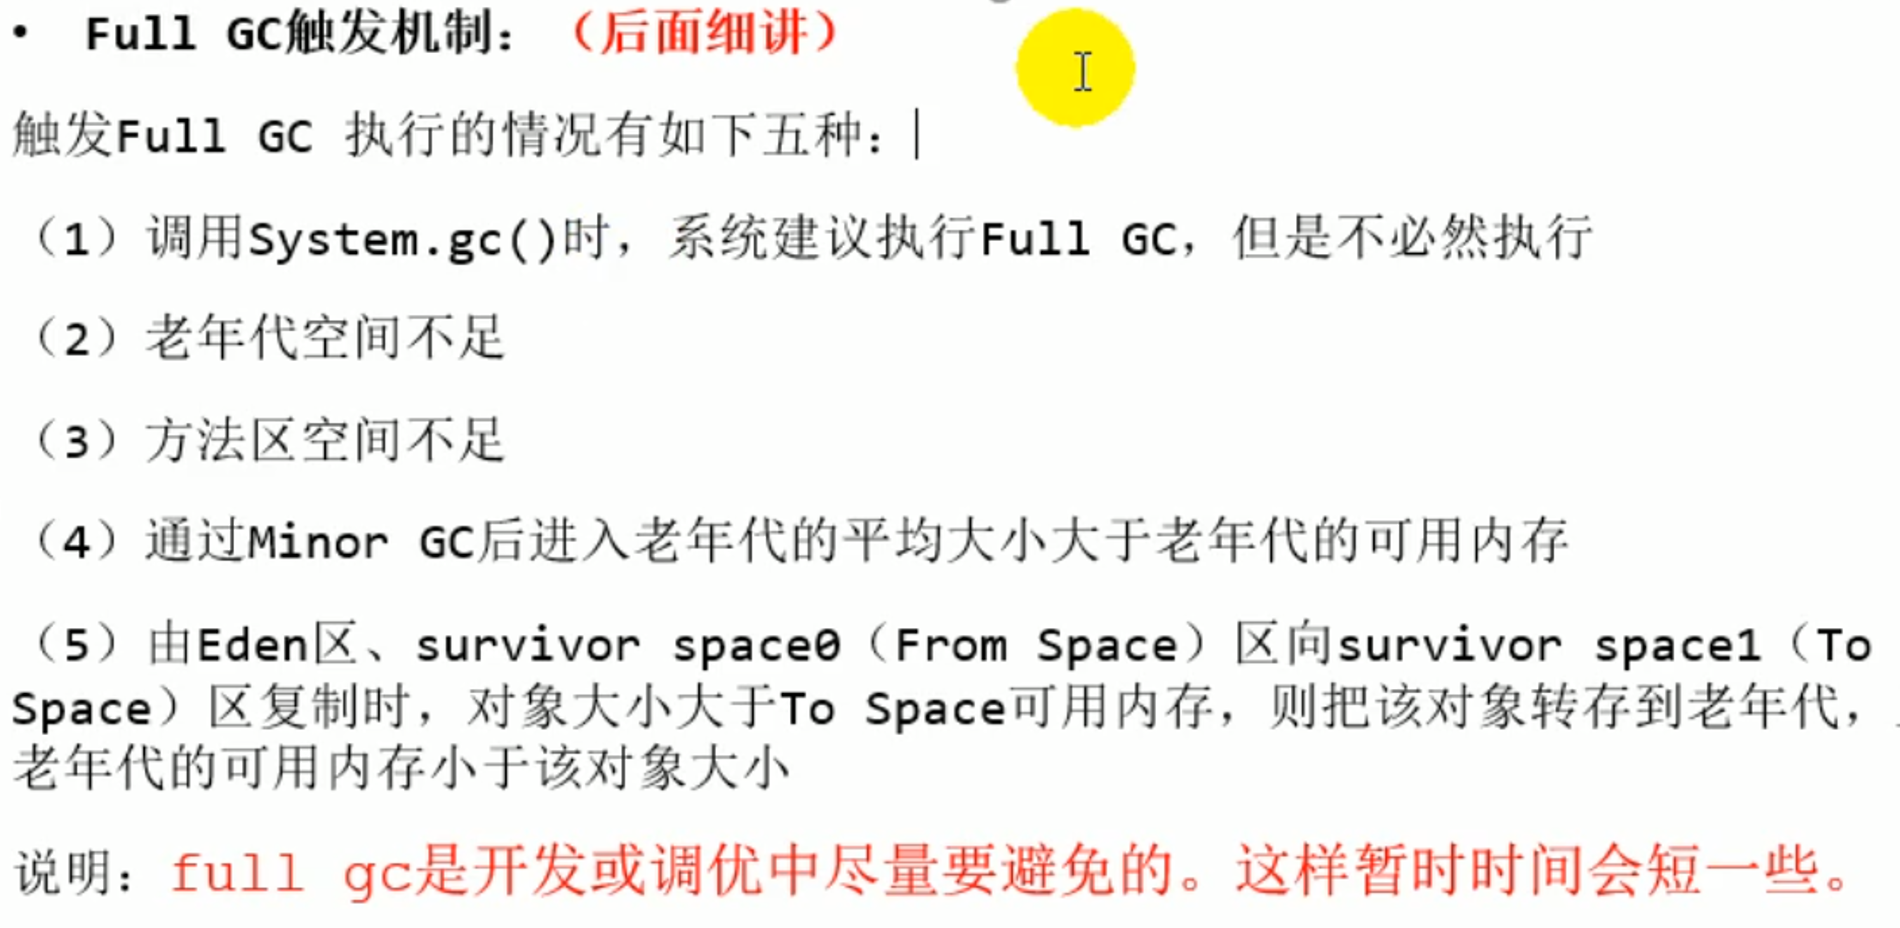 • Full GC触发机制：（后面细讲）
触发Full GC 执行的情况有如下五种：
（1）调用System.gc()时，系统建议执行Full GC，但是不必然执行
（2）老年代空间不足
（3）方法区空间不足
（4）通过Minor GC后进入老年代的平均大小大于老年代的可用内存
（5）由Eden区、survivor space0（From Space）区向survivor space1（To
Space）区复制时，对象大小大于To Space可用内存，则把该对象转存到老年代，
老年代的可用内存小于该对象大小
说明：full gc是开发或调优中尽量要避免的。这样暂时时间会短一些。